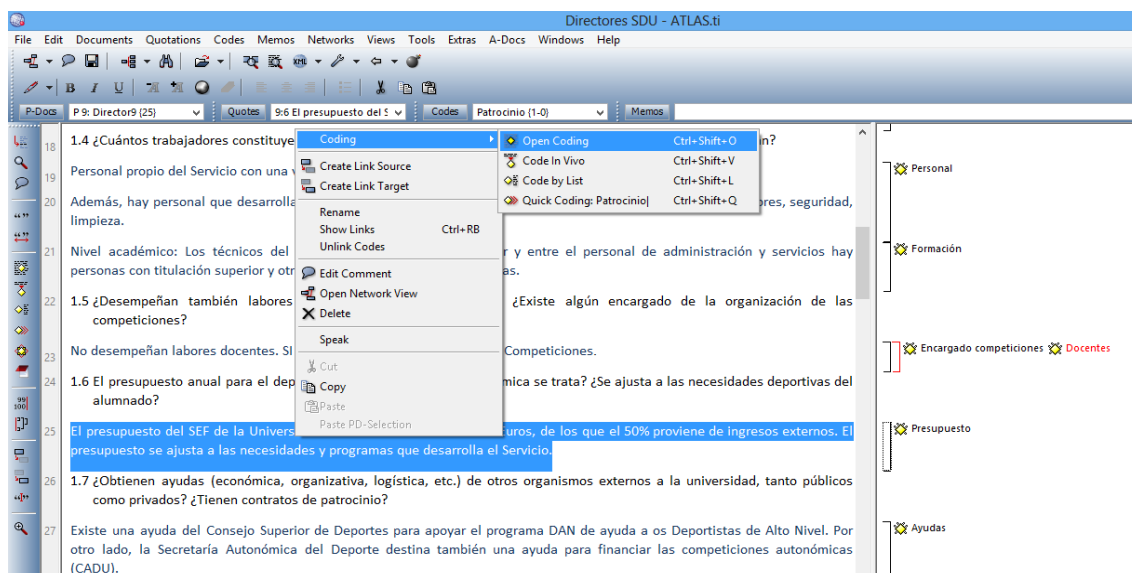 Directores SDU - ATLAS.ti
File Edit Documents Quotations Codes Memos Networks Views Tools Extras A-Docs Windows Help
B I U
P-Docs P 9: Director9 {25} Quotes 9:6 El presupuesto del S Codes Patrocinio {1-0} Memos
18 1.4 ¿Cuántos trabajadores constituye n?
19 Personal propio del Servicio con una
20 Además, hay personal que desarrolla res, seguridad,
limpieza.
21 Nivel académico: Los técnicos del r y entre el personal de administración y servicios hay
personas con titulación superior y otr as.
22 1.5 ¿Desempeñan también labores ¿Existe algún encargado de la organización de las
competiciones?
23 No desempeñan labores docentes. SI Competiciones.
24 1.6 El presupuesto anual para el dep mica se trata? ¿Se ajusta a las necesidades deportivas del
alumnado?
25 El presupuesto del SEF de la Univers Euros, de los que el 50% proviene de ingresos externos. El
presupuesto se ajusta a las necesidades y programas que desarrolla el Servicio.
26 1.7 ¿Obtienen ayudas (económica, organizativa, logística, etc.) de otros organismos externos a la universidad, tanto públicos
como privados? ¿Tienen contratos de patrocinio?
27 Existe una ayuda del Consejo Superior de Deportes para apoyar el programa DAN de ayuda a os Deportistas de Alto Nivel. Por
otro lado, la Secretaría Autonómica del Deporte destina también una ayuda para financiar las competiciones autonómicas
(CADU).
Coding
Create Link Source
Create Link Target
Rename
Show Links Ctrl+RB
Unlink Codes
Edit Comment
Open Network View
Delete
Speak
Cut
Copy
Paste
Paste PD-Selection
Open Coding Ctrl+Shift+O
Code In Vivo Ctrl+Shift+V
Code by List Ctrl+Shift+L
Quick Coding: Patrocinio| Ctrl+Shift+Q
Personal
Formación
Encargado competiciones Docentes
Presupuesto
Ayudas